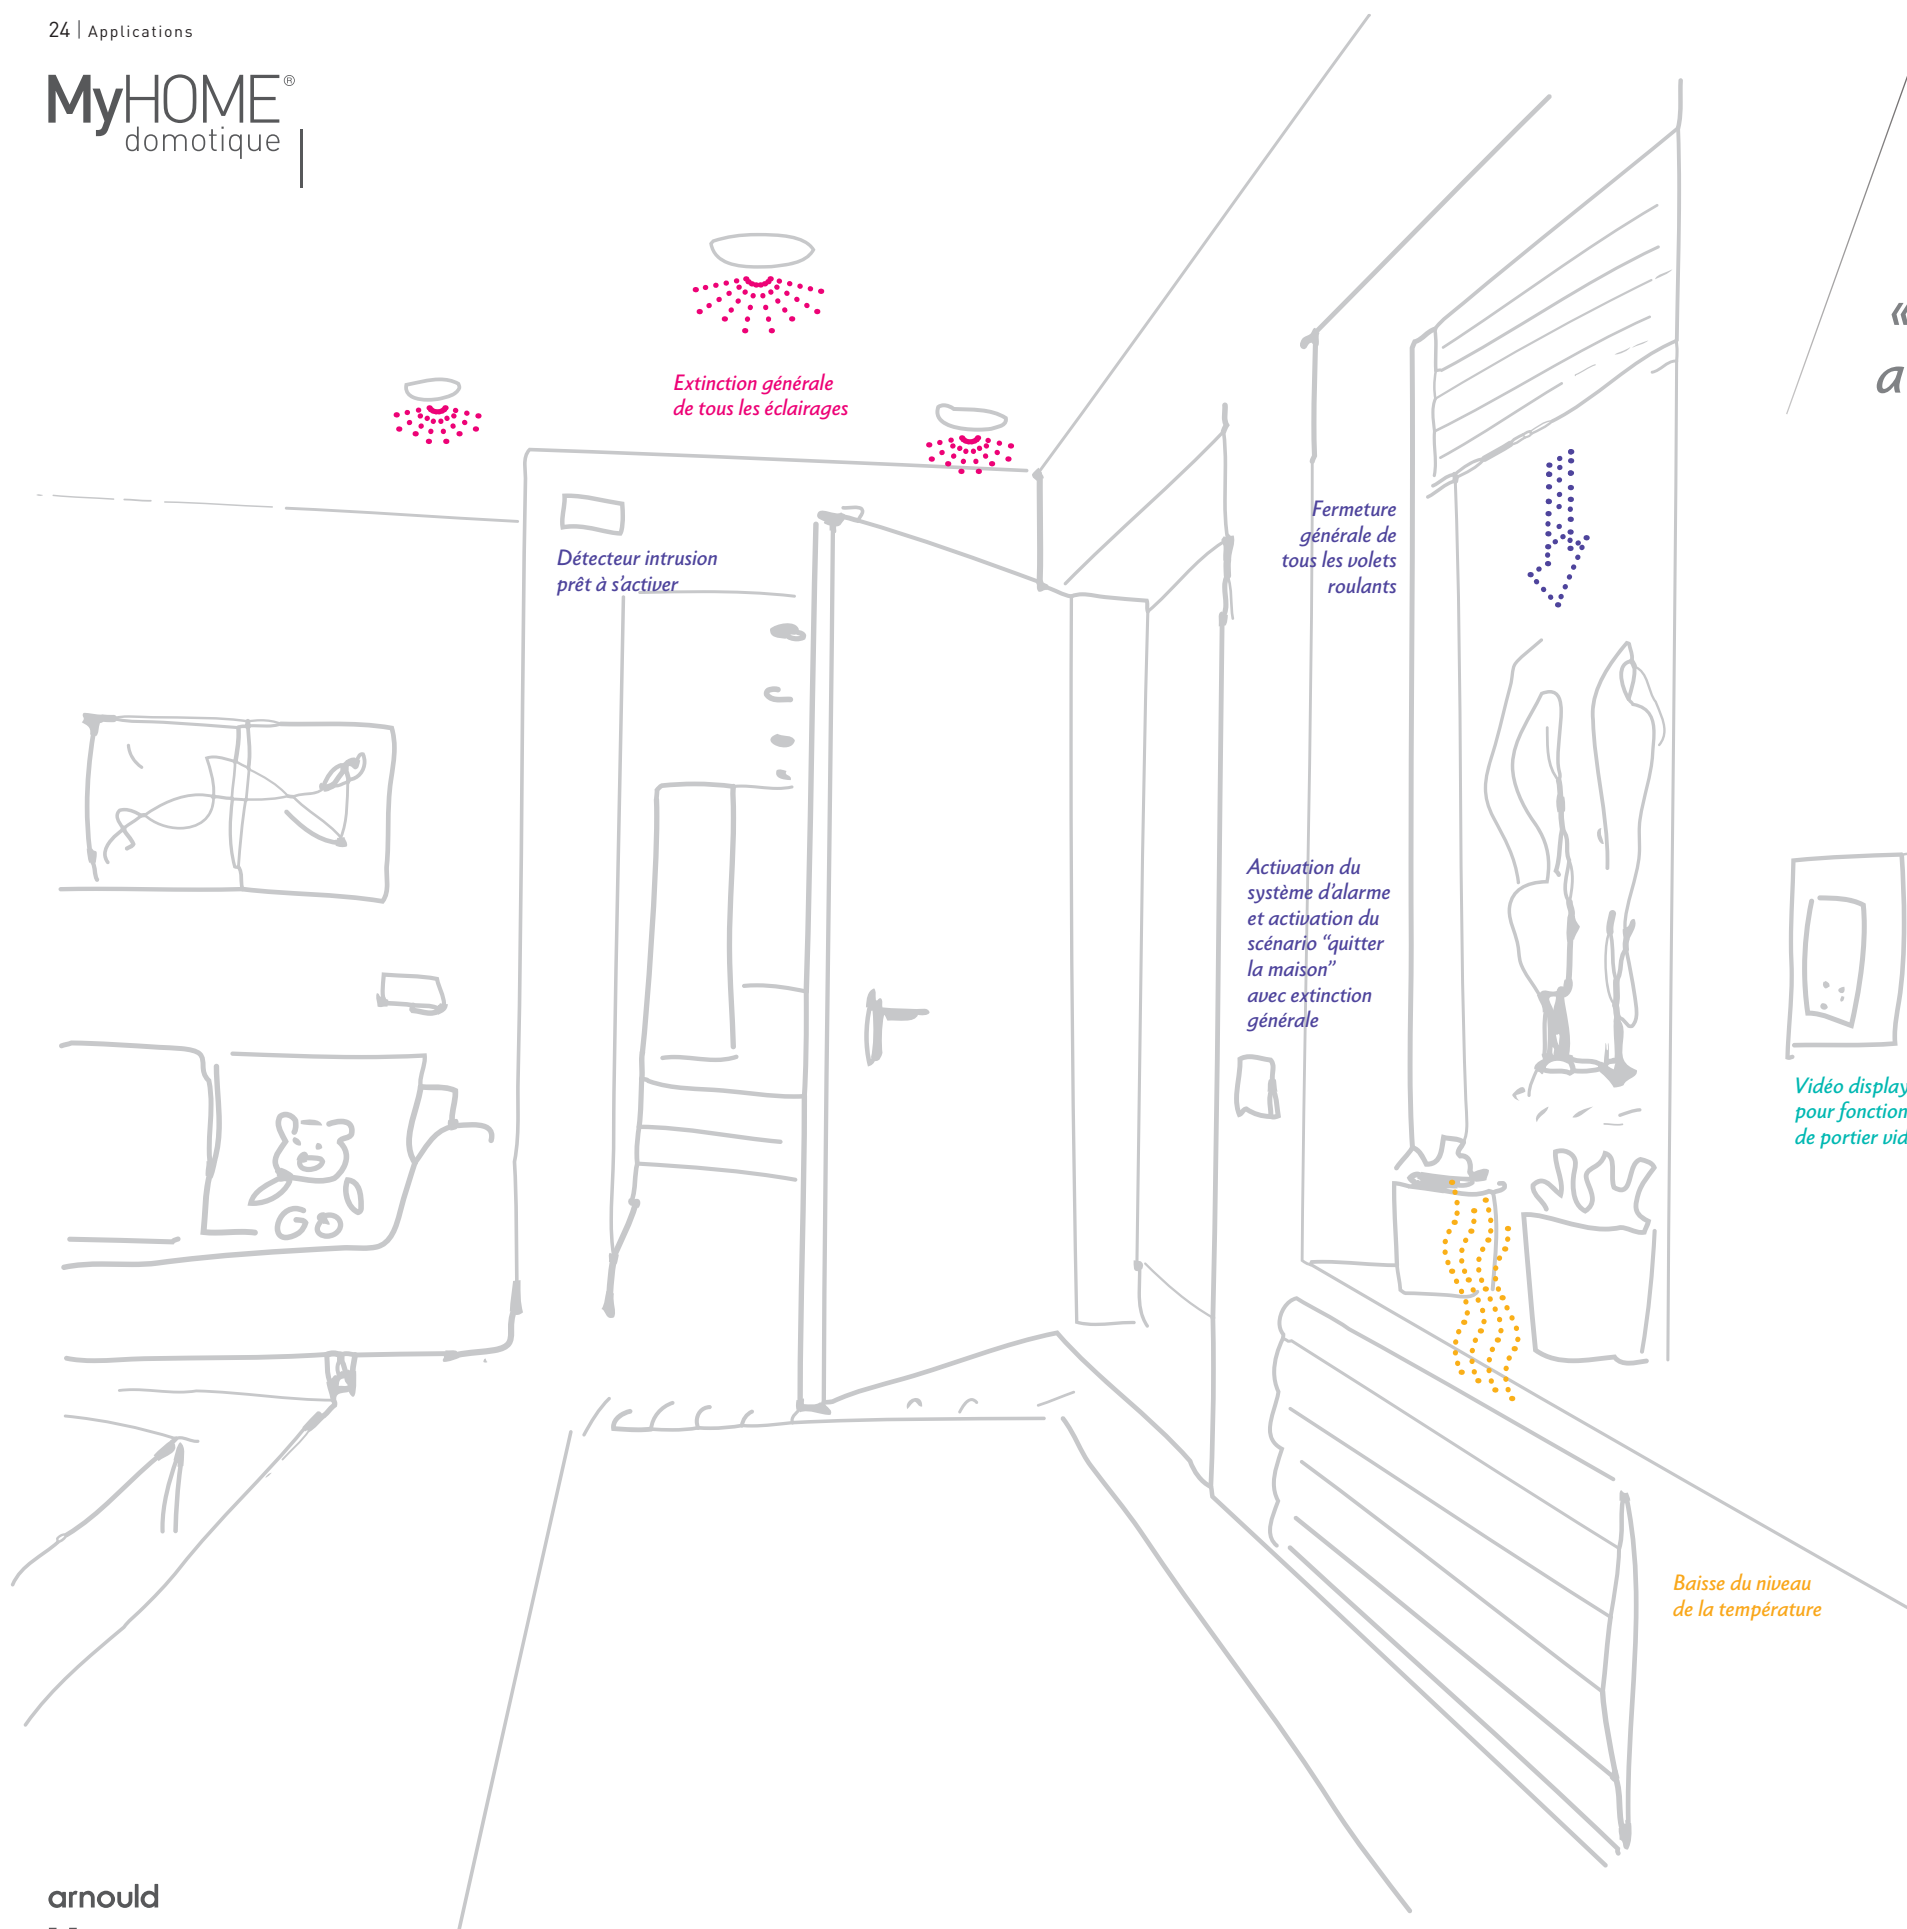 24 | Applications
MyHOME®
domotique
«
a
Extinction générale
de tous les éclairages
Détecteur intrusion
prêt à s’activer
Fermeture
générale de
tous les volets
roulants
Activation du
système d’alarme
et activation du
scénario “quitter
la maison”
avec extinction
générale
Vidéo display
pour fonction
de portier vid
Baisse du niveau
de la température
arnould